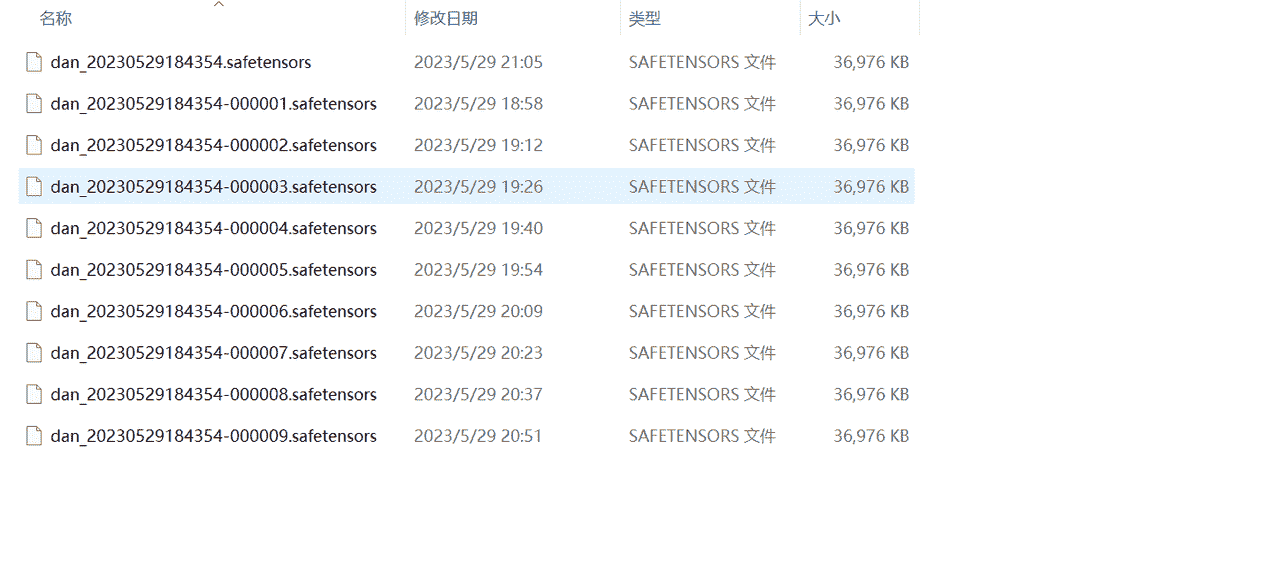 名称 修改日期 类型 大小
dan_20230529184354.safetensors 2023/5/29 21:05 SAFETENSORS 文件 36,976 KB
dan_20230529184354-000001.safetensors 2023/5/29 18:58 SAFETENSORS 文件 36,976 KB
dan_20230529184354-000002.safetensors 2023/5/29 19:12 SAFETENSORS 文件 36,976 KB
dan_20230529184354-000003.safetensors 2023/5/29 19:26 SAFETENSORS 文件 36,976 KB
dan_20230529184354-000004.safetensors 2023/5/29 19:40 SAFETENSORS 文件 36,976 KB
dan_20230529184354-000005.safetensors 2023/5/29 19:54 SAFETENSORS 文件 36,976 KB
dan_20230529184354-000006.safetensors 2023/5/29 20:09 SAFETENSORS 文件 36,976 KB
dan_20230529184354-000007.safetensors 2023/5/29 20:23 SAFETENSORS 文件 36,976 KB
dan_20230529184354-000008.safetensors 2023/5/29 20:37 SAFETENSORS 文件 36,976 KB
dan_20230529184354-000009.safetensors 2023/5/29 20:51 SAFETENSORS 文件 36,976 KB